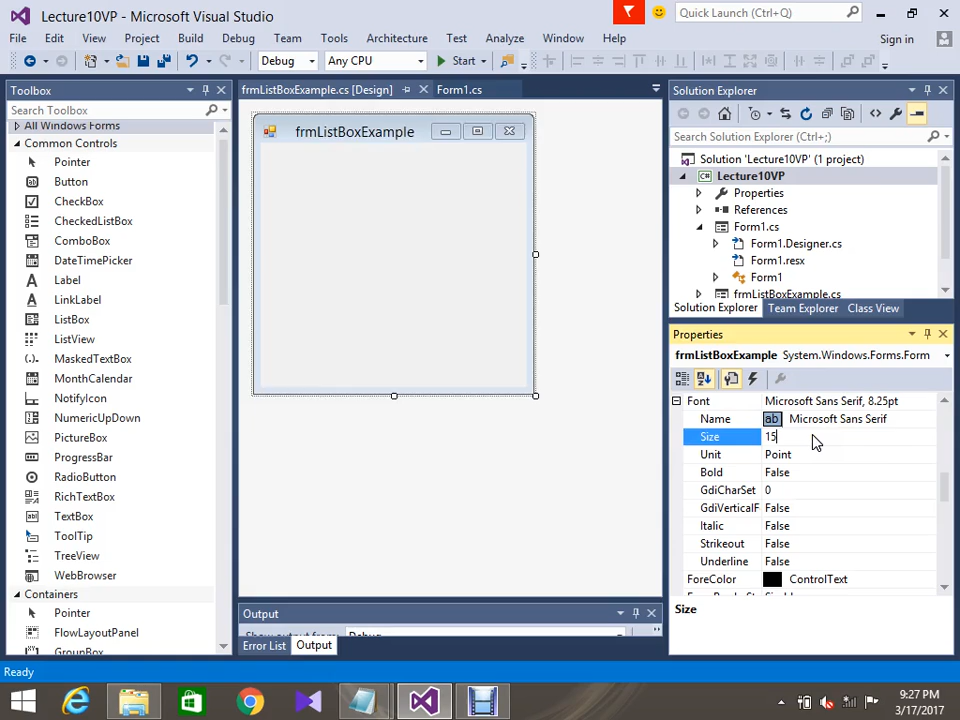 Lecture10VP - Microsoft Visual Studio
Quick Launch (Ctrl+;)
File Edit View Project Build Debug Team Tools Architecture Test Analyze Window Help Sign in
Debug Any CPU Start
Toolbox
Search Toolbox
All Windows Forms
Common Controls
Pointer
Button
CheckBox
CheckedListBox
ComboBox
DateTimePicker
Label
LinkLabel
ListBox
ListView
MaskedTextBox
MonthCalendar
NotifyIcon
NumericUpDown
PictureBox
ProgressBar
RadioButton
RichTextBox
TextBox
ToolTip
TreeView
WebBrowser
Containers
Pointer
FlowLayoutPanel
GroupBox
frmListBoxExample.cs [Design] Form1.cs
frmListBoxExample
Output
Show output from: Debug
Error List Output
Solution Explorer
Search Solution Explorer (Ctrl+;)
Solution 'Lecture10VP' (1 project)
C# Lecture10VP
Properties
References
Form1.cs
Form1.Designer.cs
Form1.resx
Form1
frmListBoxExample.cs
Solution Explorer Team Explorer Class View
Properties
frmListBoxExample System.Windows.Forms.Form
Font Microsoft Sans Serif, 8.25pt
Name ab Microsoft Sans Serif
Size 15
Unit Point
Bold False
GdiCharSet 0
GdiVerticalF False
Italic False
Strikeout False
Underline False
ForeColor ControlText
Size
Ready
9:27 PM
3/17/2017